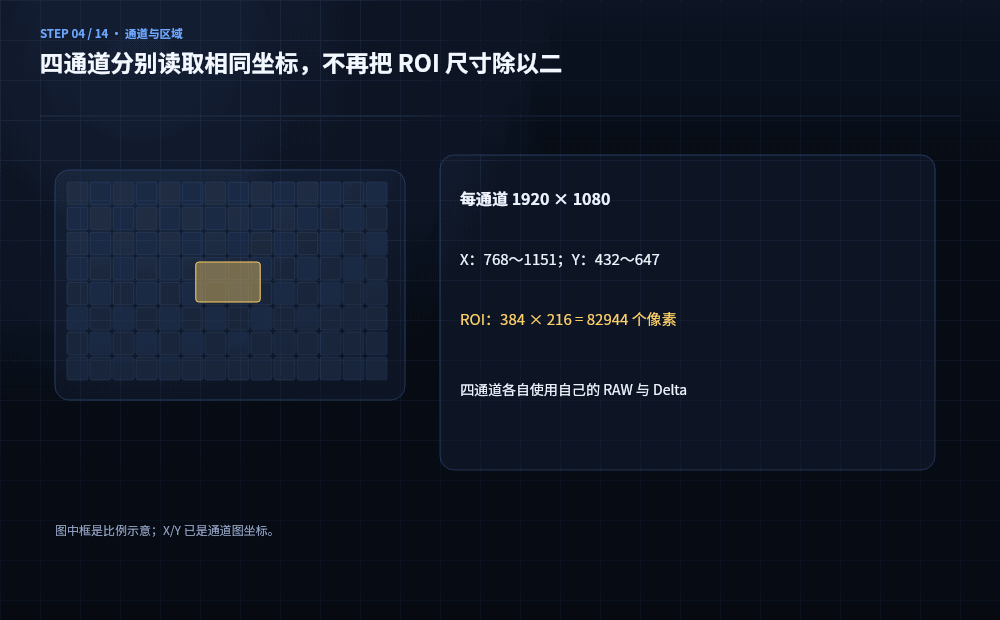 STEP 04 / 14 • 通道与区域
四通道分别读取相同坐标，不再把 ROI 尺寸除以二
每通道 1920 × 1080
X：768～1151；Y：432～647
ROI：384 × 216 = 82944 个像素
四通道各自使用自己的 RAW 与 Delta
图中框是比例示意；X/Y 已是通道图坐标。